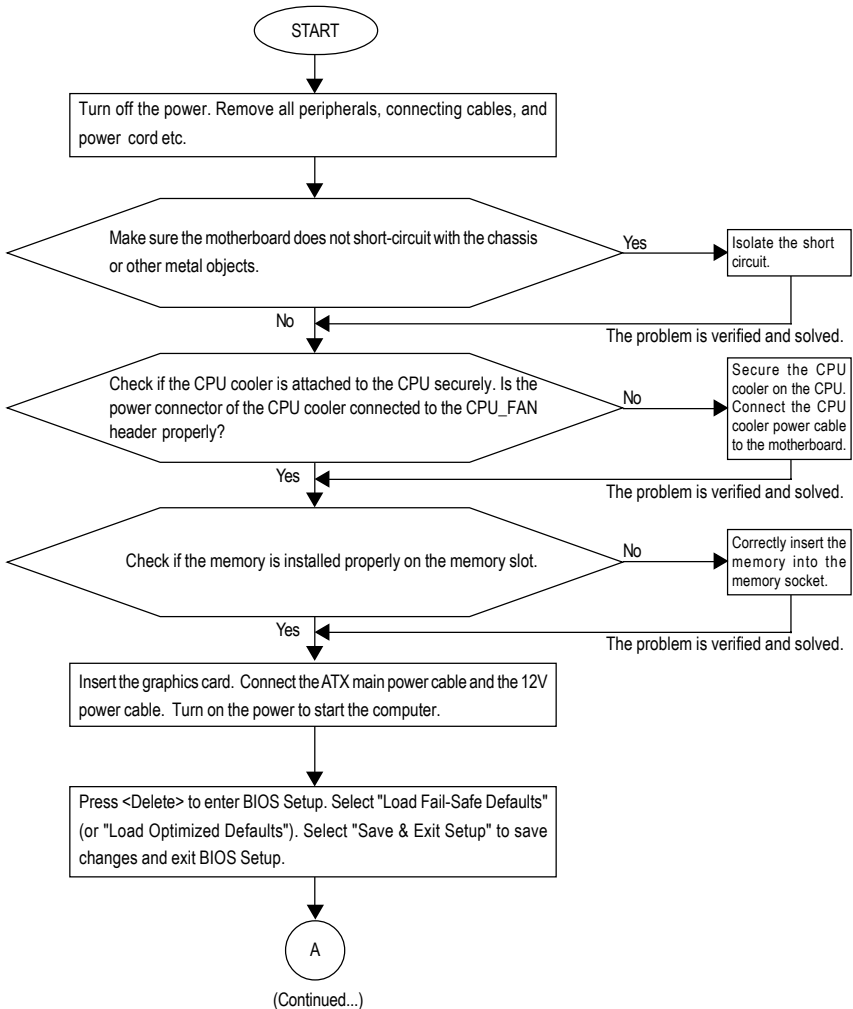 START
Turn off the power. Remove all peripherals, connecting cables, and
power cord etc.
Make sure the motherboard does not short-circuit with the chassis
or other metal objects.
Yes
Isolate the short
circuit.
No
The problem is verified and solved.
Check if the CPU cooler is attached to the CPU securely. Is the
power connector of the CPU cooler connected to the CPU_FAN
header properly?
No
Secure the CPU
cooler on the CPU.
Connect the CPU
cooler power cable
to the motherboard.
Yes
The problem is verified and solved.
Check if the memory is installed properly on the memory slot.
No
Correctly insert the
memory into the
memory socket.
Yes
The problem is verified and solved.
Insert the graphics card. Connect the ATX main power cable and the 12V
power cable. Turn on the power to start the computer.
Press <Delete> to enter BIOS Setup. Select "Load Fail-Safe Defaults"
(or "Load Optimized Defaults"). Select "Save & Exit Setup" to save
changes and exit BIOS Setup.
A
(Continued...)